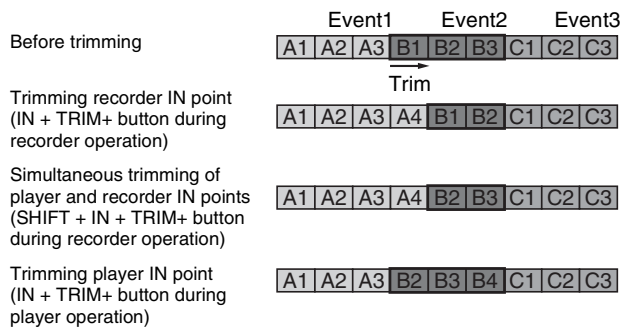 Event1 Event2 Event3
Before trimming
A1 A2 A3 B1 B2 B3 C1 C2 C3
Trim
Trimming recorder IN point
(IN + TRIM+ button during
recorder operation)
A1 A2 A3 A4 B1 B2 C1 C2 C3
Simultaneous trimming of
player and recorder IN points
(SHIFT + IN + TRIM+ button
during recorder operation)
A1 A2 A3 A4 B2 B3 C1 C2 C3
Trimming player IN point
(IN + TRIM+ button during
player operation)
A1 A2 A3 B2 B3 B4 C1 C2 C3